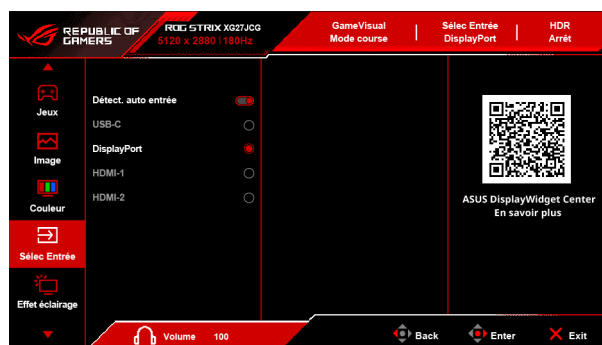 REPUBLIC OF
GAMERS
ROG STRIX XG27JCG
5120 x 2880 | 180Hz
GameVisual
Mode course
Sélec Entrée
DisplayPort
HDR
Arrêt
Jeux
Image
Couleur
Sélec Entrée
Effet éclairage
Détect. auto entrée
USB-C
DisplayPort
HDMI-1
HDMI-2
ASUS DisplayWidget Center
En savoir plus
Volume 100
Back
Enter
Exit